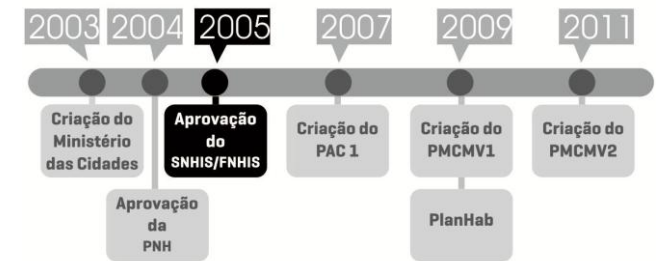 2003 2004 2005 2007 2009 2011
Criação do
Ministério
das Cidades
Aprovação
da
PNH
Aprovação
do
SNHIS/FNHIS
Criação do
PAC 1
Criação do
PMCMV1
PlanHab
Criação do
PMCMV2